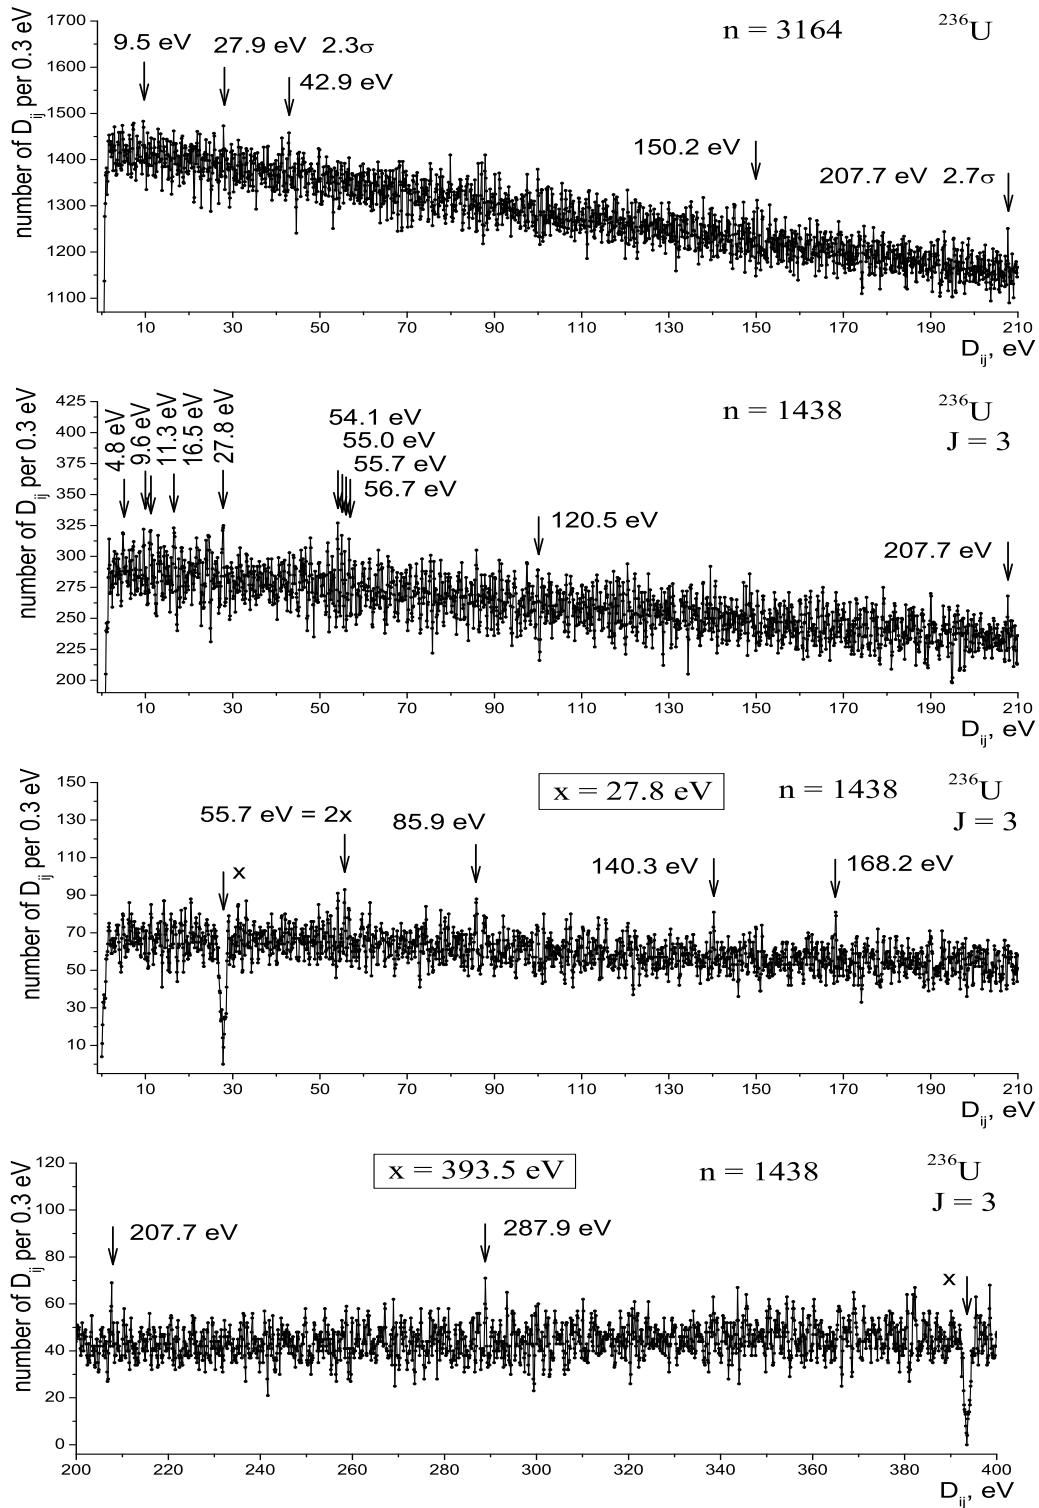 n = 3164
236U
9.5 eV
27.9 eV 2.3σ
42.9 eV
150.2 eV
207.7 eV 2.7σ
number of Dij per 0.3 eV
1700
1600
1500
1400
1300
1200
1100
10 30 50 70 90 110 130 150 170 190 210
Dij, eV
n = 1438
236U
J = 3
4.8 eV
9.6 eV
11.3 eV
16.5 eV
27.8 eV
54.1 eV
55.0 eV
55.7 eV
56.7 eV
120.5 eV
207.7 eV
number of Dij per 0.3 eV
425
400
375
350
325
300
275
250
225
200
10 30 50 70 90 110 130 150 170 190 210
Dij, eV
x = 27.8 eV
n = 1438
236U
J = 3
55.7 eV = 2x
85.9 eV
140.3 eV
168.2 eV
x
number of Dij per 0.3 eV
150
130
110
90
70
50
30
10
10 30 50 70 90 110 130 150 170 190 210
Dij, eV
x = 393.5 eV
n = 1438
236U
J = 3
207.7 eV
287.9 eV
x
number of Dij per 0.3 eV
120
100
80
60
40
20
0
200 220 240 260 280 300 320 340 360 380 400
Dij, eV